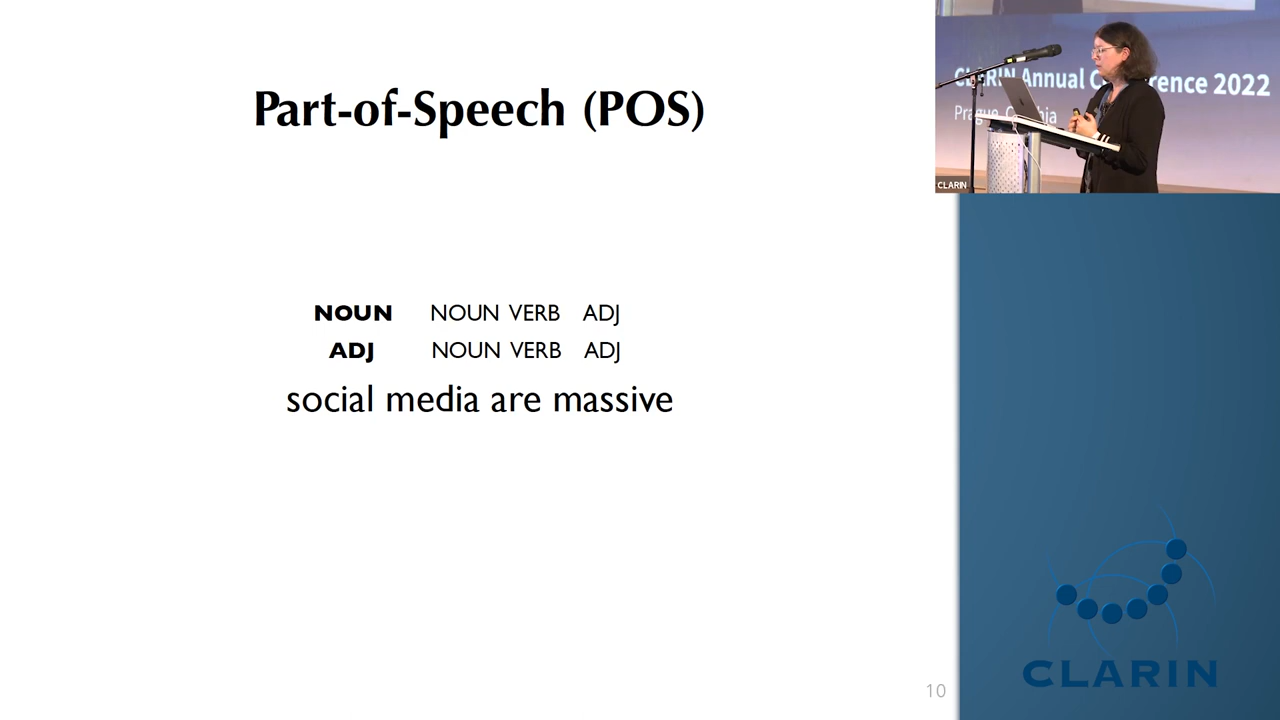 Part-of-Speech (POS)
NOUN NOUN VERB ADJ
ADJ NOUN VERB ADJ
social media are massive
10
CLARIN Annual Conference 2022
CLARIN
CLARIN